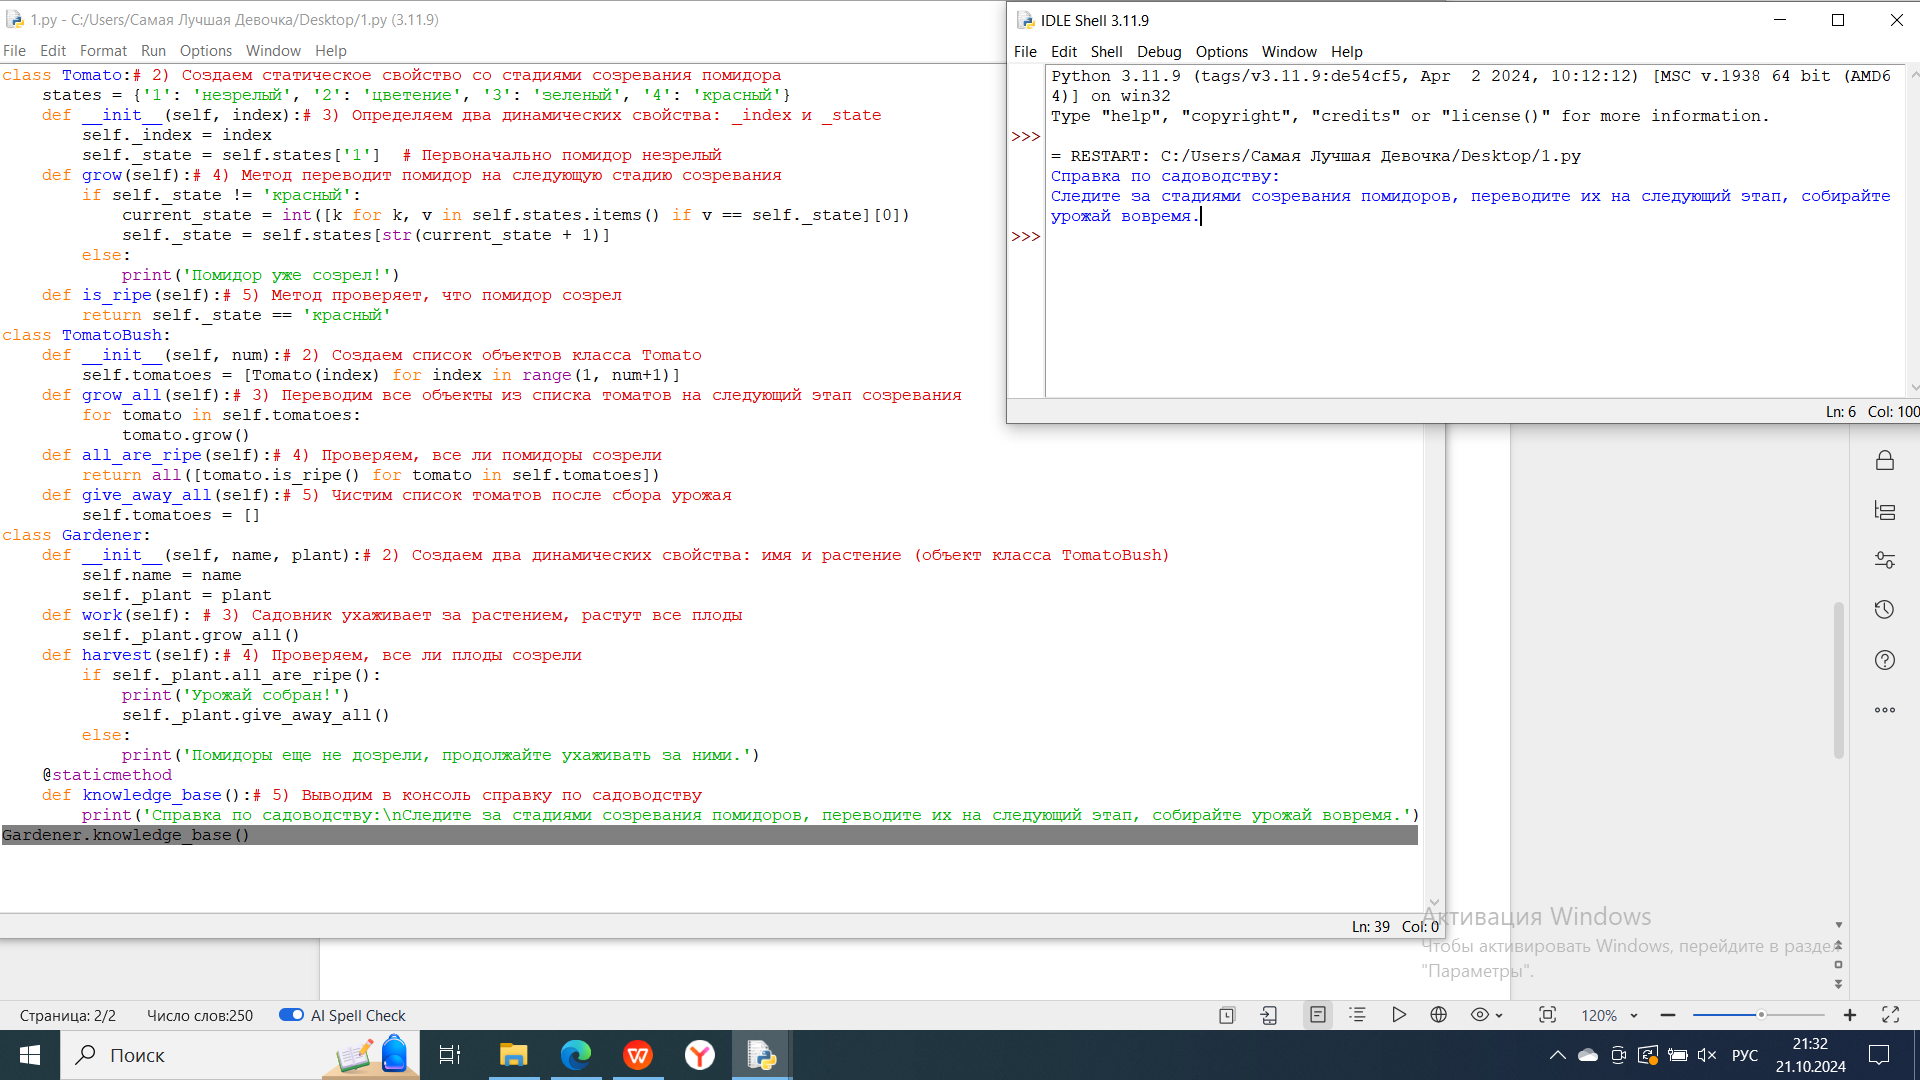 1.py - C:/Users/Самая Лучшая Девочка/Desktop/1.py (3.11.9)
File Edit Format Run Options Window Help
class Tomato:# 2) Создаем статическое свойство со стадиями созревания помидора
    states = {'1': 'незрелый', '2': 'цветение', '3': 'зеленый', '4': 'красный'}
    def __init__(self, index):# 3) Определяем два динамических свойства: _index и _state
        self._index = index
        self._state = self.states['1']  # Первоначально помидор незрелый
    def grow(self):# 4) Метод переводит помидор на следующую стадию созревания
        if self._state != 'красный':
            current_state = int([k for k, v in self.states.items() if v == self._state][0])
            self._state = self.states[str(current_state + 1)]
        else:
            print('Помидор уже созрел!')
    def is_ripe(self):# 5) Метод проверяет, что помидор созрел
        return self._state == 'красный'
class TomatoBush:
    def __init__(self, num):# 2) Создаем список объектов класса Tomato
        self.tomatoes = [Tomato(index) for index in range(1, num+1)]
    def grow_all(self):# 3) Переводим все объекты из списка томатов на следующий этап созревания
        for tomato in self.tomatoes:
            tomato.grow()
    def all_are_ripe(self):# 4) Проверяем, все ли помидоры созрели
        return all([tomato.is_ripe() for tomato in self.tomatoes])
    def give_away_all(self):# 5) Чистим список томатов после сбора урожая
        self.tomatoes = []
class Gardener:
    def __init__(self, name, plant):# 2) Создаем два динамических свойства: имя и растение (объект класса TomatoBush)
        self.name = name
        self._plant = plant
    def work(self): # 3) Садовник ухаживает за растением, растут все плоды
        self._plant.grow_all()
    def harvest(self):# 4) Проверяем, все ли плоды созрели
        if self._plant.all_are_ripe():
            print('Урожай собран!')
            self._plant.give_away_all()
        else:
            print('Помидоры еще не дозрели, продолжайте ухаживать за ними.')
    @staticmethod
    def knowledge_base():# 5) Выводим в консоль справку по садоводству
        print('Справка по садоводству:\nСледите за стадиями созревания помидоров, переводите их на следующий этап, собирайте урожай вовремя.')
Gardener.knowledge_base()
Ln: 39 Col: 0
IDLE Shell 3.11.9
File Edit Shell Debug Options Window Help
Python 3.11.9 (tags/v3.11.9:de54cf5, Apr  2 2024, 10:12:12) [MSC v.1938 64 bit (AMD6
4)] on win32
Type "help", "copyright", "credits" or "license()" for more information.
>>>
= RESTART: C:/Users/Самая Лучшая Девочка/Desktop/1.py
Справка по садоводству:
Следите за стадиями созревания помидоров, переводите их на следующий этап, собирайте
урожай вовремя.
>>>
Ln: 6 Col: 100
Активация Windows
Чтобы активировать Windows, перейдите в раздел
"Параметры".
Страница: 2/2 Число слов:250 AI Spell Check 120%
Поиск
РУС
21:32
21.10.2024